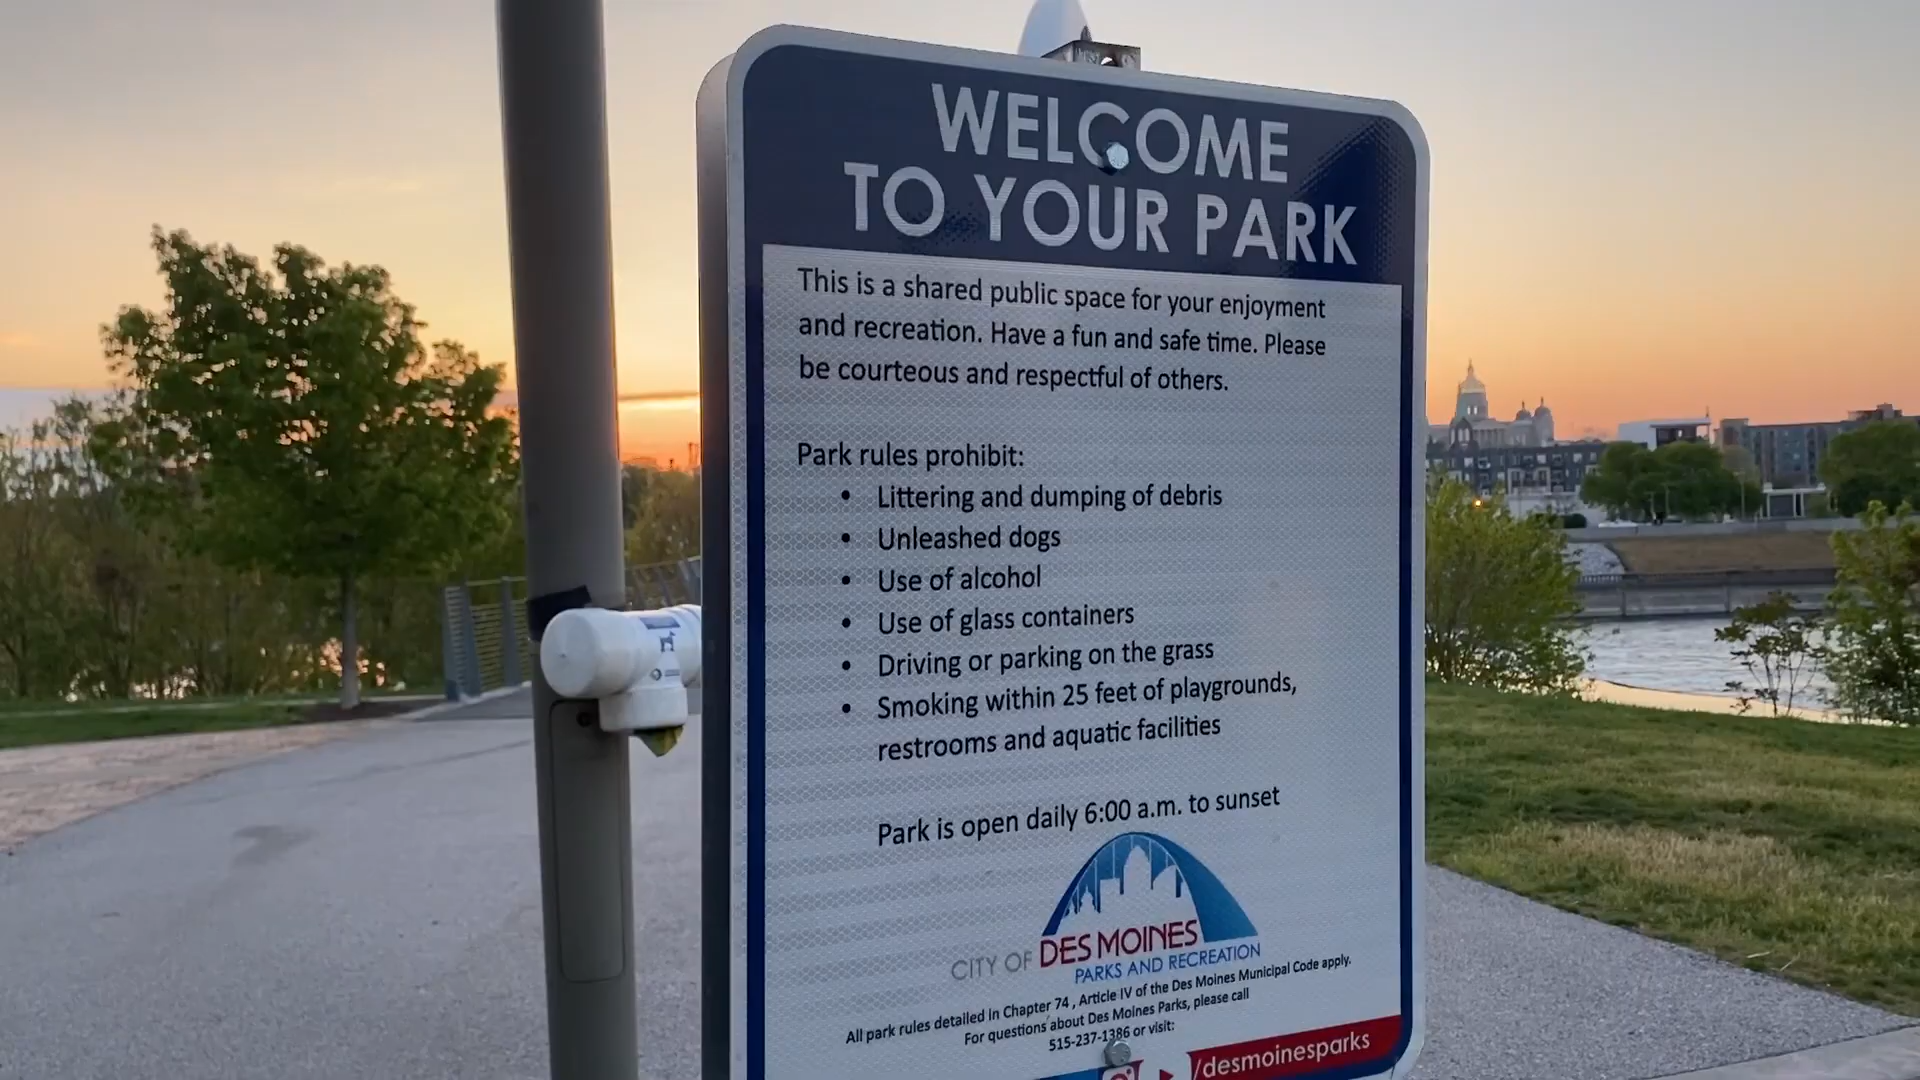 WELCOME
TO YOUR PARK
This is a shared public space for your enjoyment
and recreation. Have a fun and safe time. Please
be courteous and respectful of others.
Park rules prohibit:
• Littering and dumping of debris
• Unleashed dogs
• Use of alcohol
• Use of glass containers
• Driving or parking on the grass
• Smoking within 25 feet of playgrounds,
restrooms and aquatic facilities
Park is open daily 6:00 a.m. to sunset
CITY OF DES MOINES
PARKS AND RECREATION
All park rules detailed in Chapter 74 , Article IV of the Des Moines Municipal Code apply.
For questions about Des Moines Parks, please call
515-237-1386 or visit:
/desmoinesparks